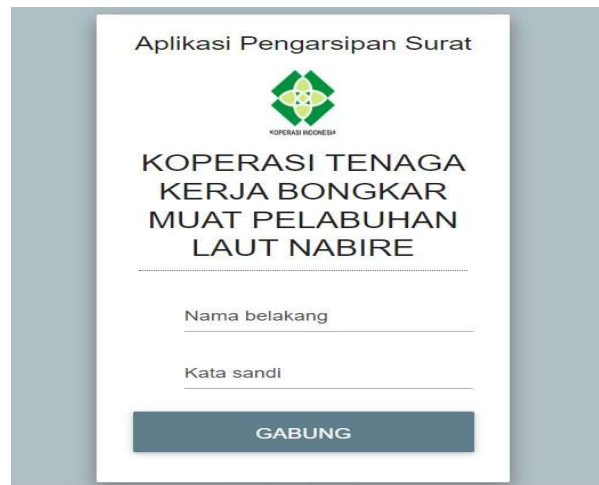 Aplikasi Pengarsipan Surat
KOPERASI INDONESIA
KOPERASI TENAGA
KERJA BONGKAR
MUAT PELABUHAN
LAUT NABIRE
Nama belakang
Kata sandi
GABUNG